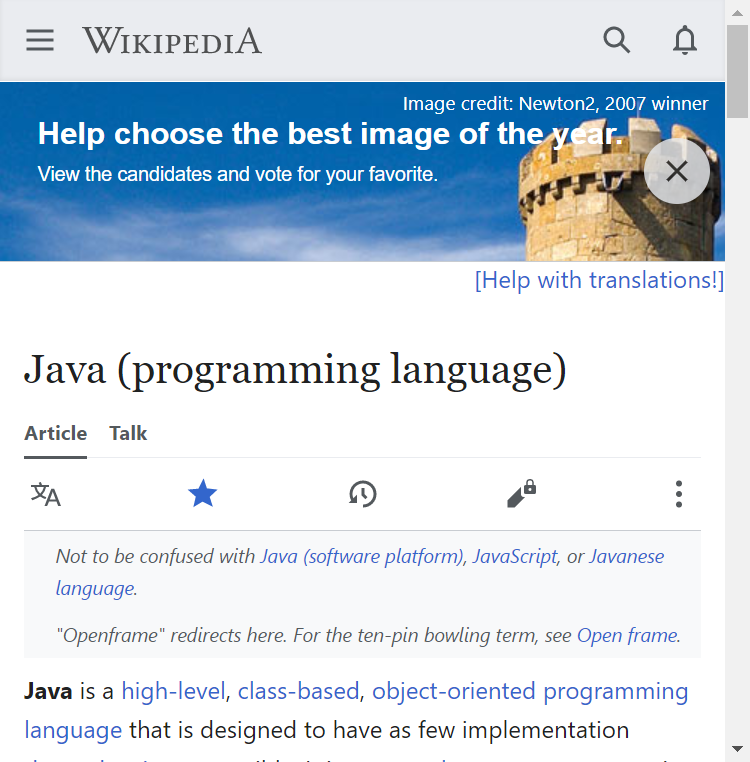 WIKIPEDIA
Image credit: Newton2, 2007 winner
Help choose the best image of the year.
View the candidates and vote for your favorite.
[Help with translations!]
Java (programming language)
Article Talk
Not to be confused with Java (software platform), JavaScript, or Javanese
language.
"Openframe" redirects here. For the ten-pin bowling term, see Open frame.
Java is a high-level, class-based, object-oriented programming
language that is designed to have as few implementation